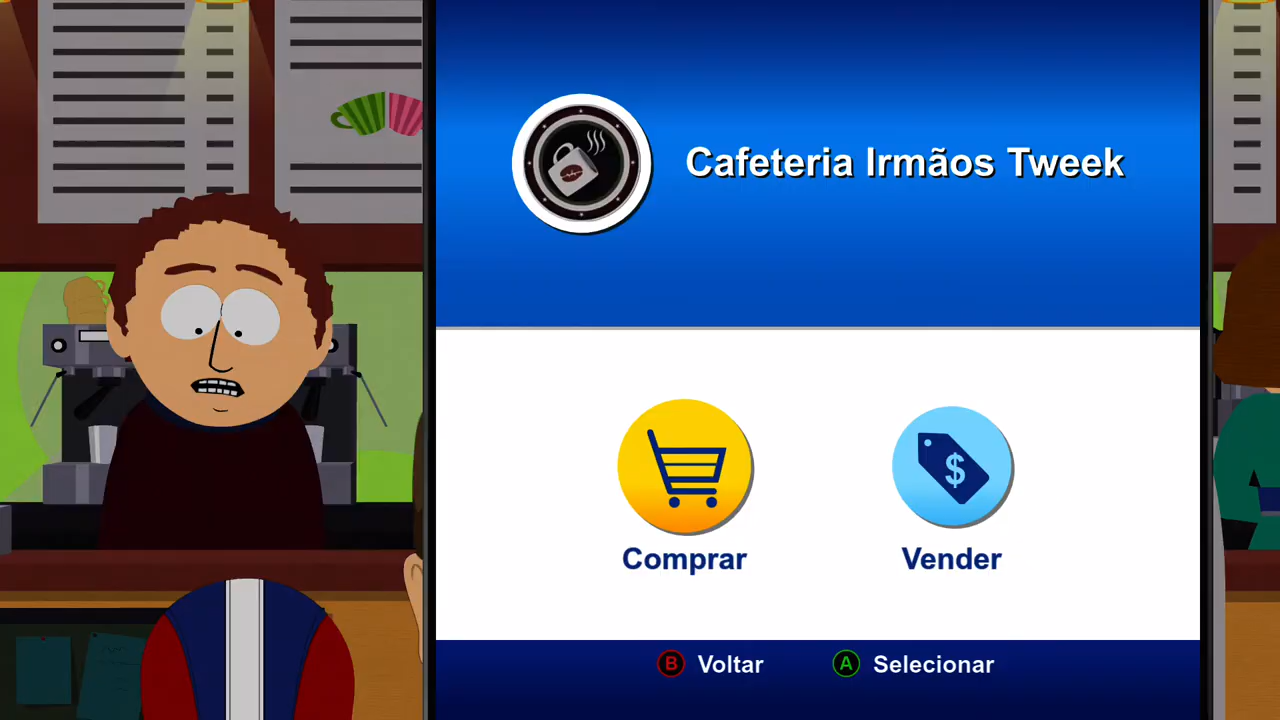 Cafeteria Irmãos Tweek
$
Comprar
Vender
B Voltar
A Selecionar